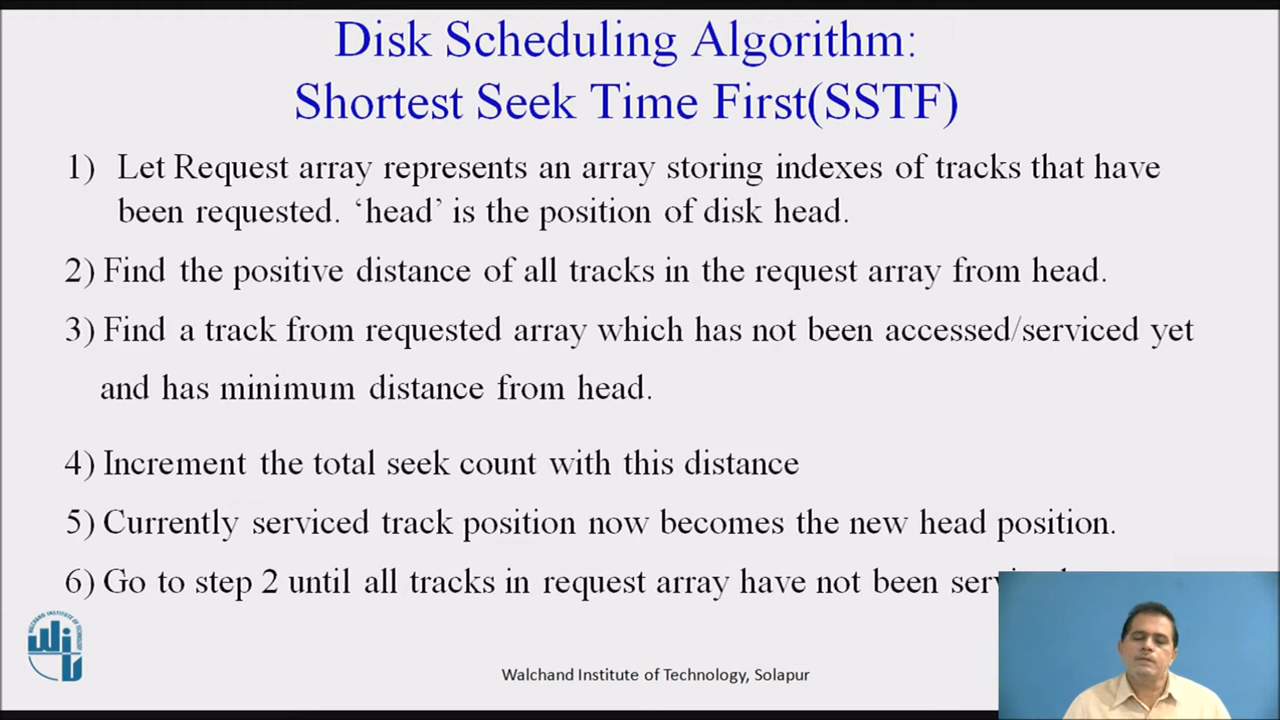 Disk Scheduling Algorithm:
Shortest Seek Time First(SSTF)
1) Let Request array represents an array storing indexes of tracks that have
been requested. ‘head’ is the position of disk head.
2) Find the positive distance of all tracks in the request array from head.
3) Find a track from requested array which has not been accessed/serviced yet
and has minimum distance from head.
4) Increment the total seek count with this distance
5) Currently serviced track position now becomes the new head position.
6) Go to step 2 until all tracks in request array have not been
WALCHAND INSTITUTE OF TECHNOLOGY
WIT
Walchand Institute of Technology, Solapur